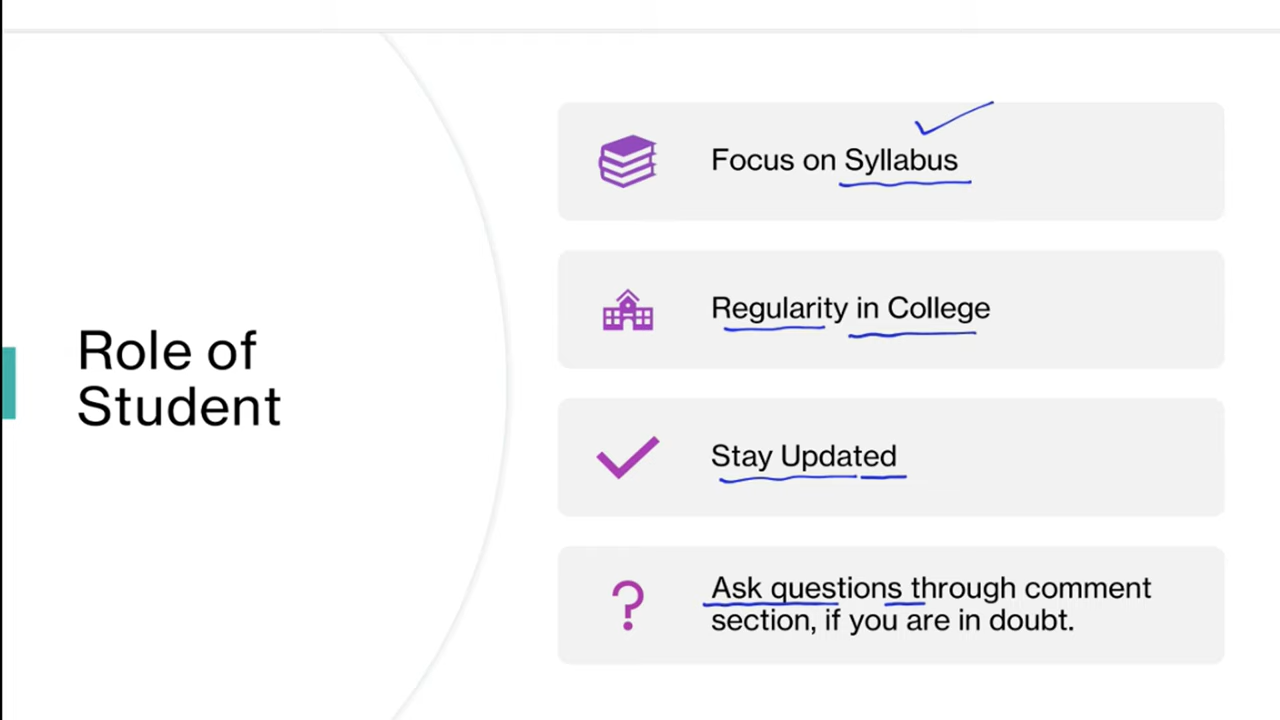 Role of
Student
Focus on Syllabus
Regularity in College
Stay Updated
Ask questions through comment
section, if you are in doubt.